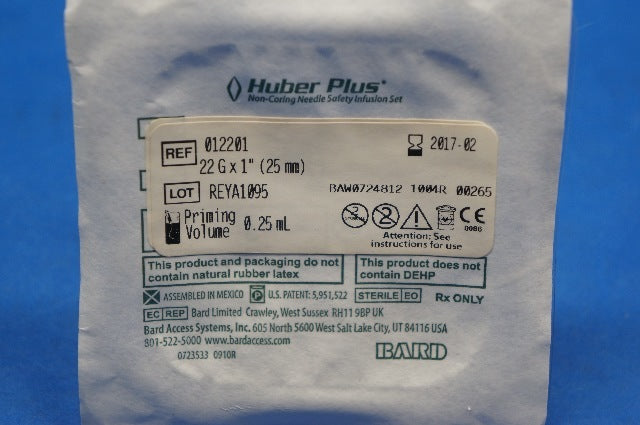 Huber Plus*
Non-Coring Needle Safety Infusion Set
REF 012201
22 G x 1" (25 mm)
2017-02
LOT REYA1095
BAW0724812 1004R 00265
Priming
Volume 0.25 mL
CE
0086
Attention: See
instructions for use
This product and packaging do not
contain natural rubber latex
This product does not
contain DEHP
ASSEMBLED IN MEXICO P U.S. PATENT: 5,951,522 STERILE EO Rx ONLY
EC REP Bard Limited Crawley, West Sussex RH11 9BP UK
Bard Access Systems, Inc. 605 North 5600 West Salt Lake City, UT 84116 USA
801-522-5000 www.bardaccess.com
0723533 0910R
BARD